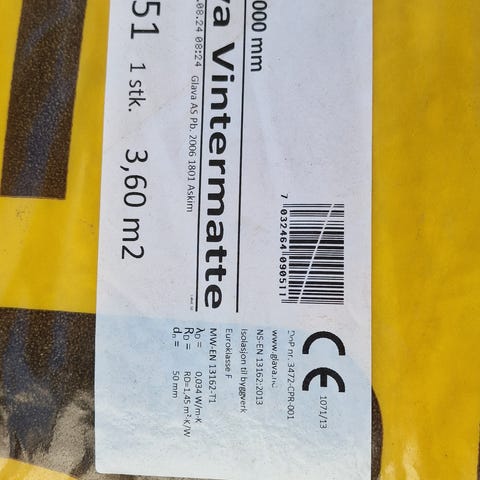 000 mm
va Vintermatte
.08.24 08:24 Glava AS Pb. 2006 1801 Askim
51 1 stk. 3,60 m2
7 032464 090511
CE 1071/13
DoP nr. 3472-CPR-001
www.glava.no
NS-EN 13162:2013
Isolasjon til byggverk
Euroklasse F
MW-EN 13162-T1
λD = 0,034 W/m·K
RD = RD=1,45 m²·K/W
dn = 50 mm